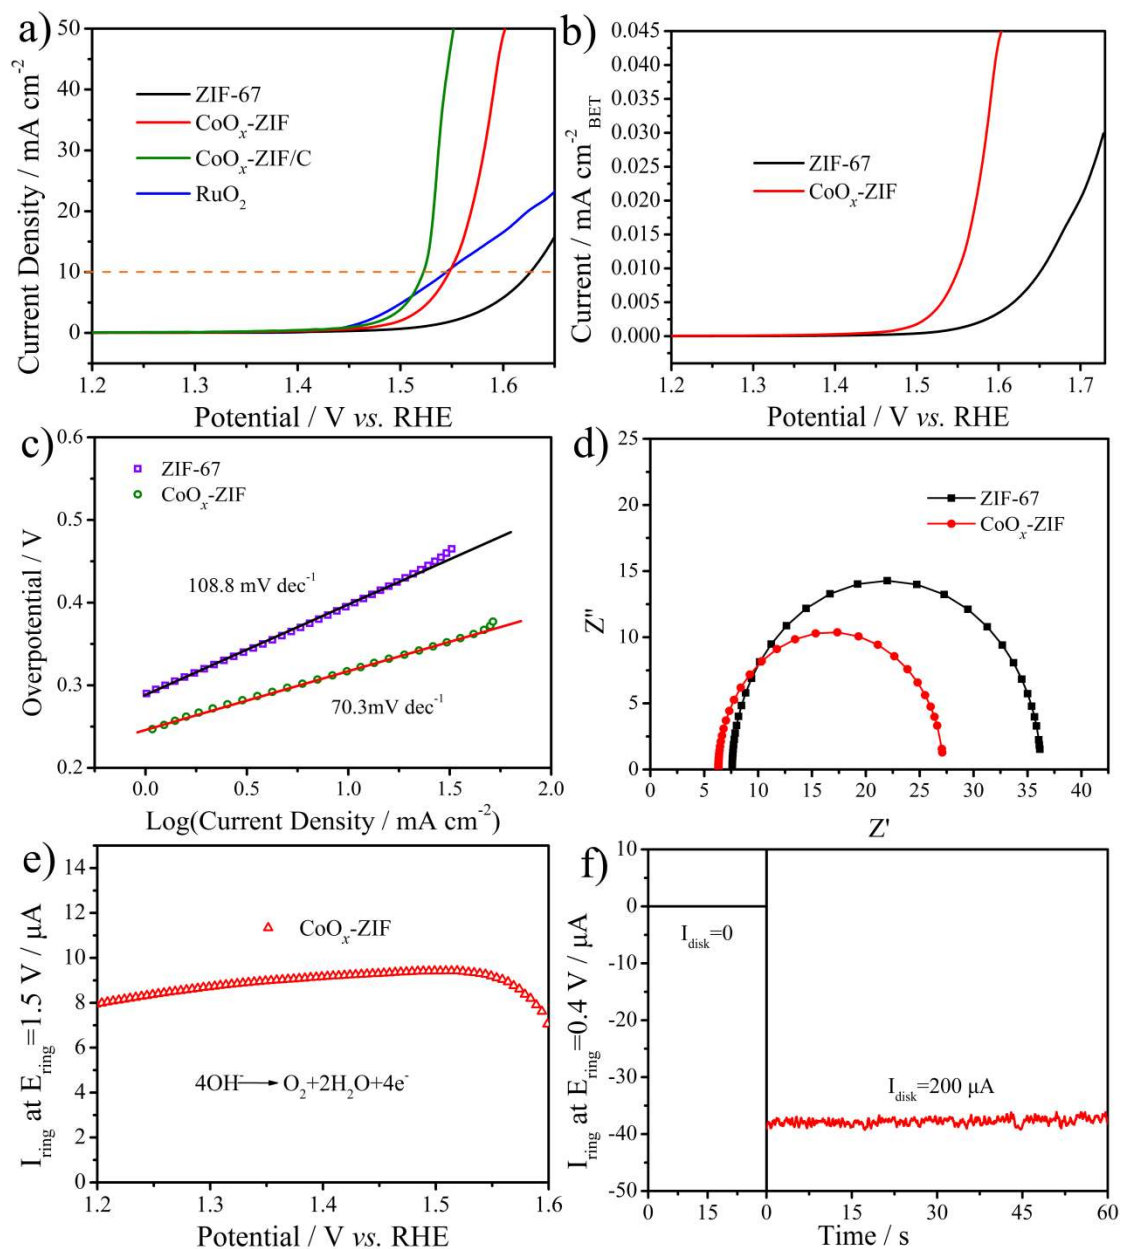 a)
50
40
30
20
10
0
Current Density / mA cm⁻²
ZIF-67
CoOₓ-ZIF
CoOₓ-ZIF/C
RuO₂
1.2 1.3 1.4 1.5 1.6
Potential / V vs. RHE
b)
0.045
0.040
0.035
0.030
0.025
0.020
0.015
0.010
0.005
0.000
Current / mA cm⁻²BET
ZIF-67
CoOₓ-ZIF
1.2 1.3 1.4 1.5 1.6 1.7
Potential / V vs. RHE
c)
0.6
0.5
0.4
0.3
0.2
Overpotential / V
ZIF-67
CoOₓ-ZIF
108.8 mV dec⁻¹
70.3mV dec⁻¹
0.0 0.5 1.0 1.5 2.0
Log(Current Density / mA cm⁻²)
d)
25
20
15
10
5
0
Z"
ZIF-67
CoOₓ-ZIF
0 5 10 15 20 25 30 35 40
Z'
e)
14
12
10
8
6
4
2
0
I ring at E ring=1.5 V / μA
CoOₓ-ZIF
4OH⁻→O₂+2H₂O+4e⁻
1.2 1.3 1.4 1.5 1.6
Potential / V vs. RHE
f)
10
0
-10
-20
-30
-40
-50
I ring at E ring=0.4 V / μA
I disk=0
I disk=200 μA
0 15 0 15 30 45 60
Time / s